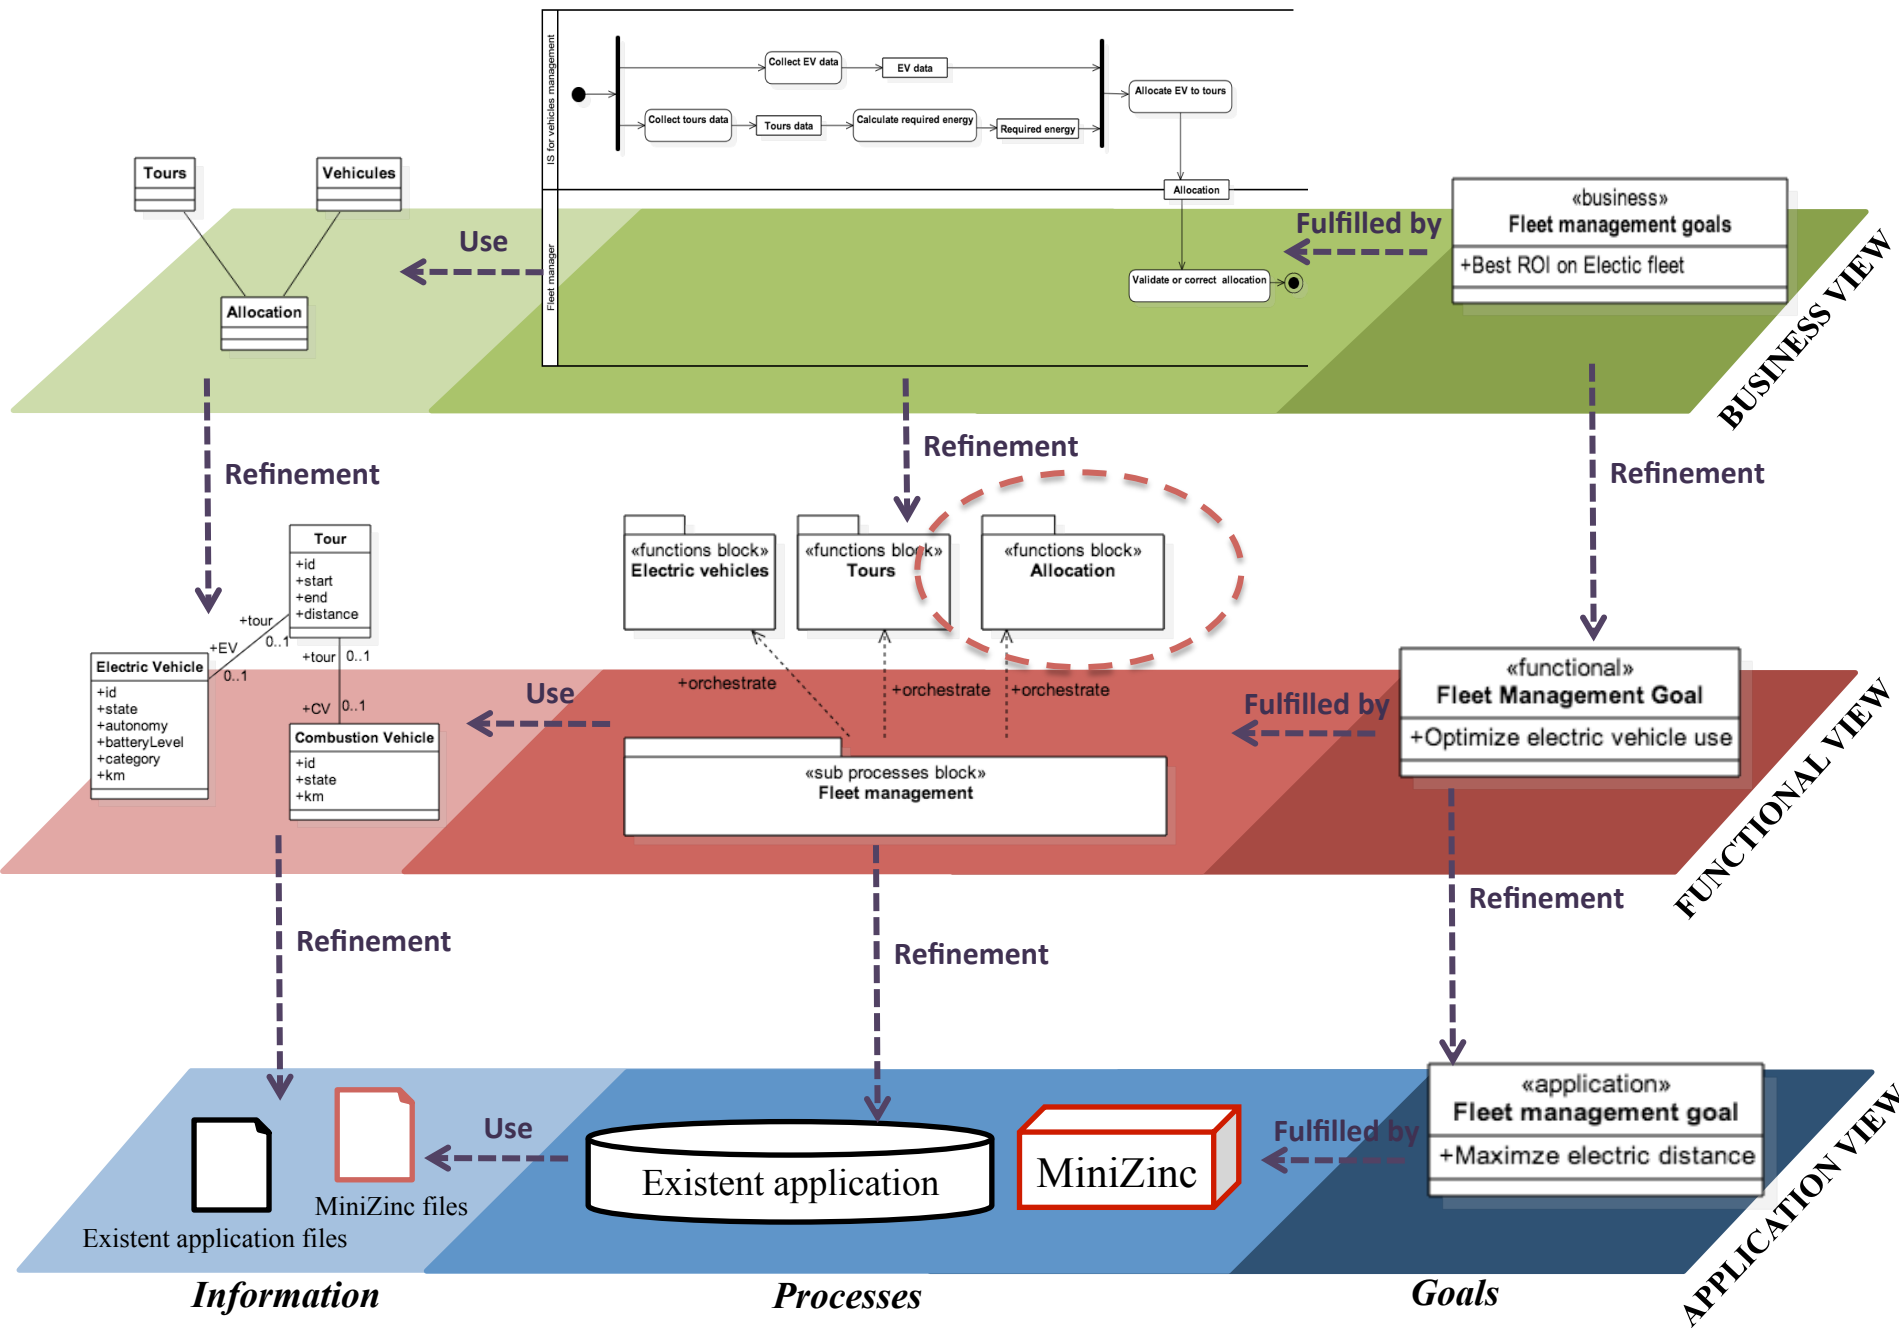 IS for vehicles management
Collect EV data
EV data
Allocate EV to tours
Collect tours data
Tours data
Calculate required energy
Required energy
Allocation
Fleet manager
Validate or correct allocation
Tours
Vehicules
Allocation
Use
Fulfilled by
«business»
Fleet management goals
+Best ROI on Electic fleet
BUSINESS VIEW
Refinement
Refinement
Refinement
Tour
+id
+start
+end
+distance
+tour
0..1
+EV
0..1
Electric Vehicle
+id
+state
+autonomy
+batteryLevel
+category
+km
+tour
0..1
+CV
0..1
Combustion Vehicle
+id
+state
+km
Use
«functions block»
Electric vehicles
«functions block»
Tours
«functions block»
Allocation
+orchestrate
+orchestrate
+orchestrate
«sub processes block»
Fleet management
Fulfilled by
«functional»
Fleet Management Goal
+Optimize electric vehicle use
FUNCTIONAL VIEW
Refinement
Refinement
Refinement
Existent application files
MiniZinc files
Use
Existent application
MiniZinc
Fulfilled by
«application»
Fleet management goal
+Maximze electric distance
APPLICATION VIEW
Information
Processes
Goals